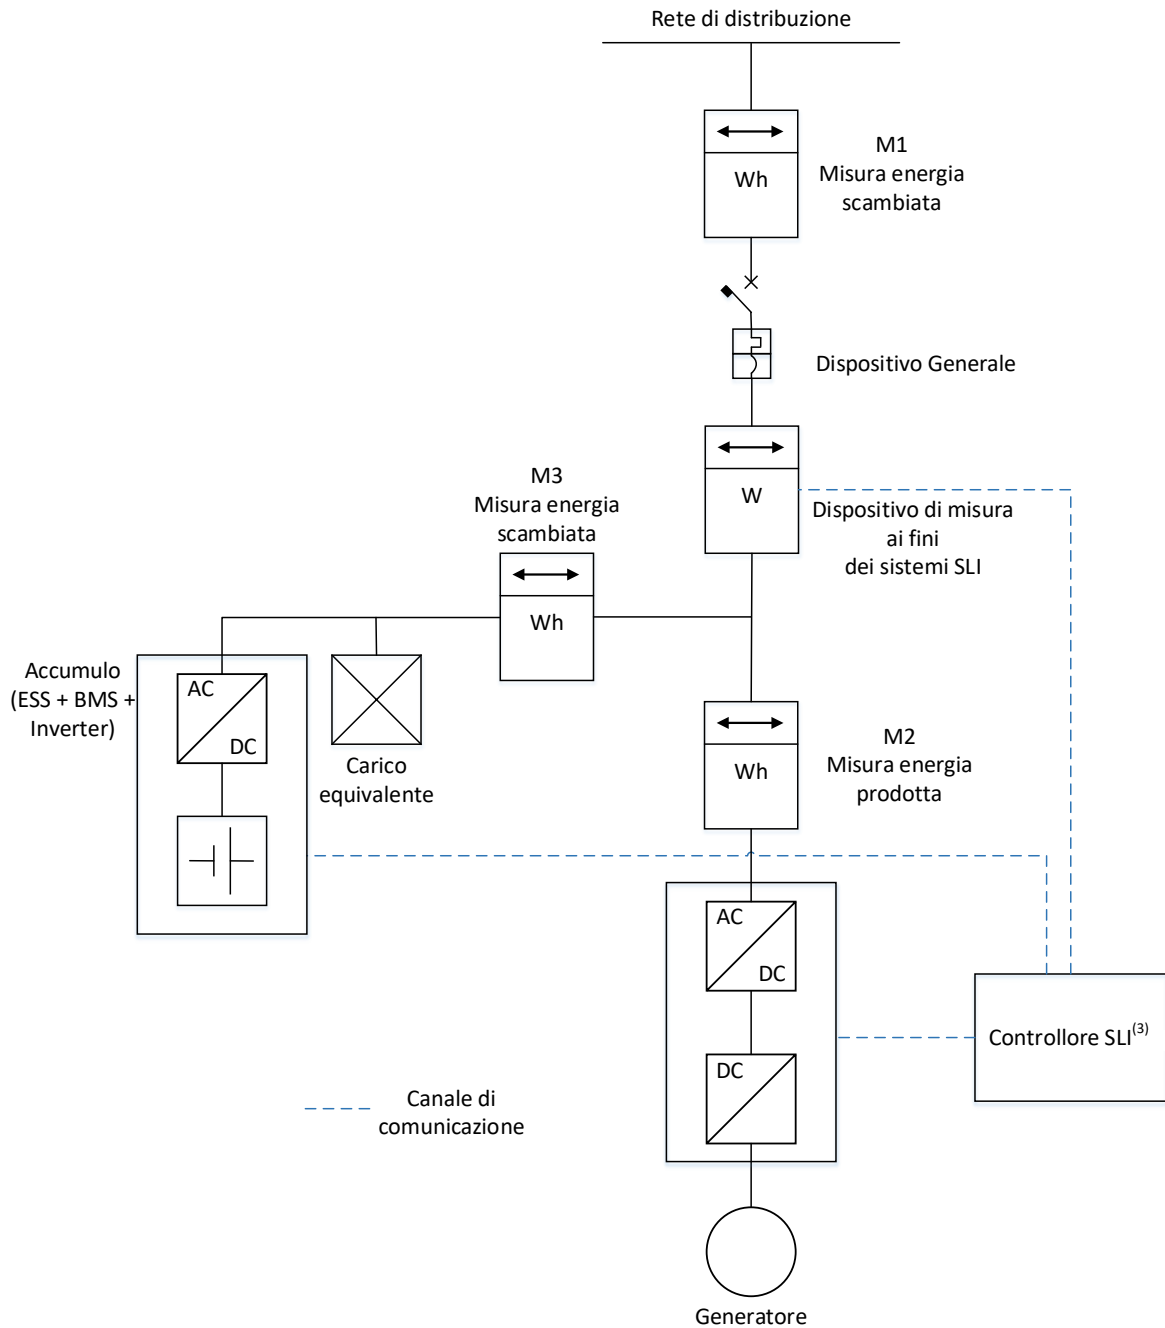 Rete di distribuzione
M1
Misura energia
scambiata
Wh
Dispositivo Generale
M3
Misura energia
scambiata
W
Dispositivo di misura
ai fini
dei sistemi SLI
Wh
Accumulo
(ESS + BMS +
Inverter)
AC
DC
Carico
equivalente
M2
Misura energia
prodotta
Wh
AC
DC
Controllore SLI(3)
DC
Canale di
comunicazione
Generatore